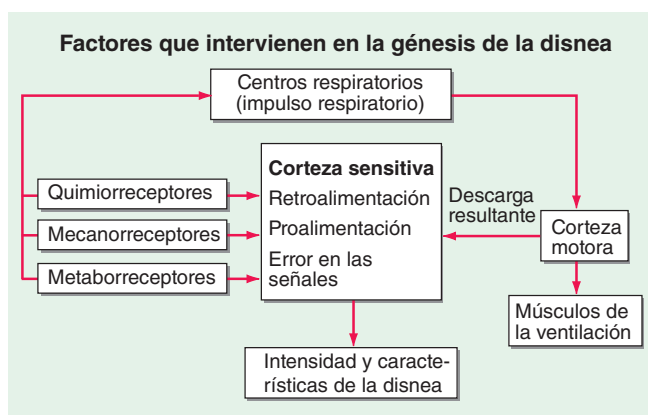 Factores que intervienen en la génesis de la disnea
Centros respiratorios
(impulso respiratorio)
Corteza sensitiva
Retroalimentación
Proalimentación
Error en las
señales
Quimiorreceptores
Mecanorreceptores
Metaborreceptores
Descarga
resultante
Corteza
motora
Músculos de
la ventilación
Intensidad y caracte-
rísticas de la disnea